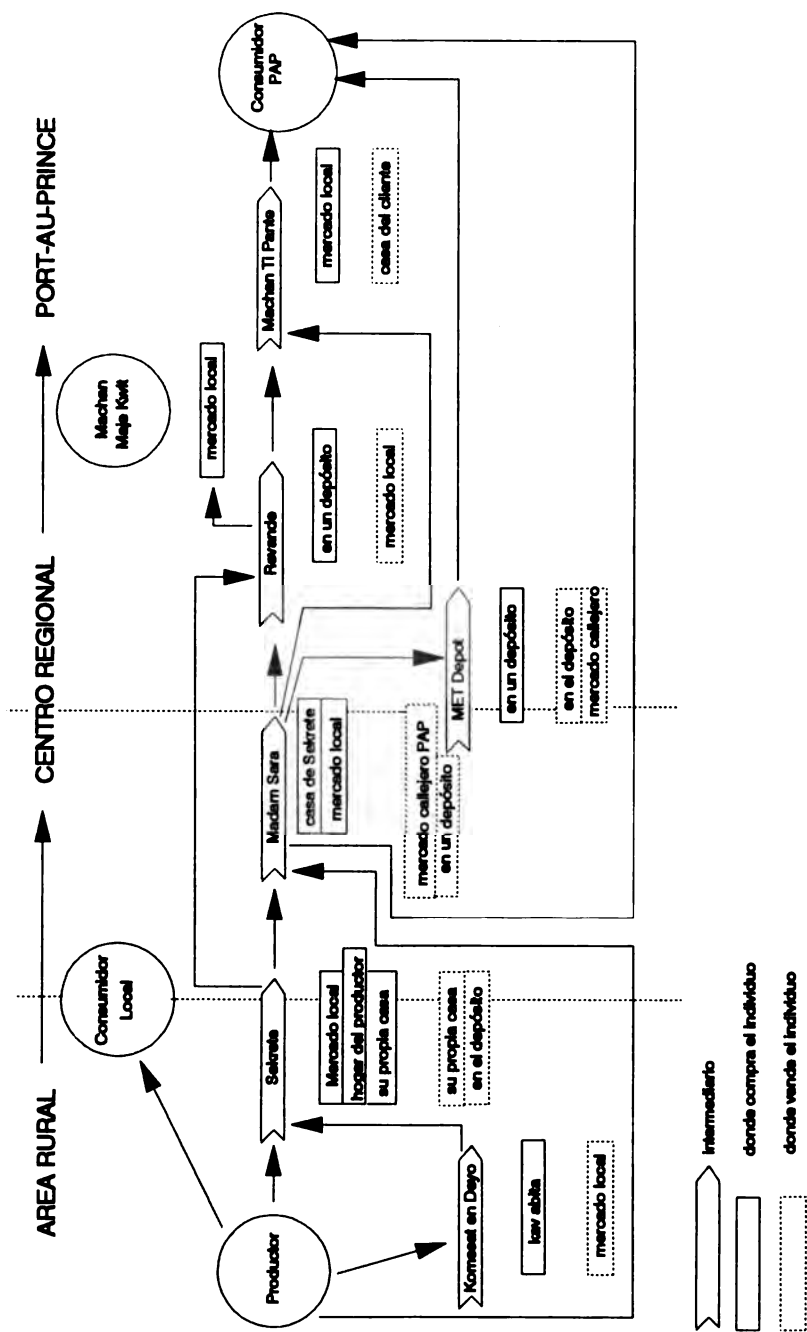 AREA RURAL
CENTRO REGIONAL
PORT-AU-PRINCE
Consumidor
Local
Machan
Maje Kwit
mercado local
Productor
Sekrete
Madam Sara
Revande
Machan Ti Pante
Consumidor
PAP
Mercado local
hogar del productor
su propia casa
su propia casa
en el depósito
casa de Sekrete
mercado local
mercado callejero PAP
en un depósito
en un depósito
mercado local
mercado local
casa del cliente
Komseat en Deyo
kav abita
mercado local
MET Depot
en un depósito
en el depósito
mercado callejero
Intermediario
donde compra el individuo
donde vende el individuo